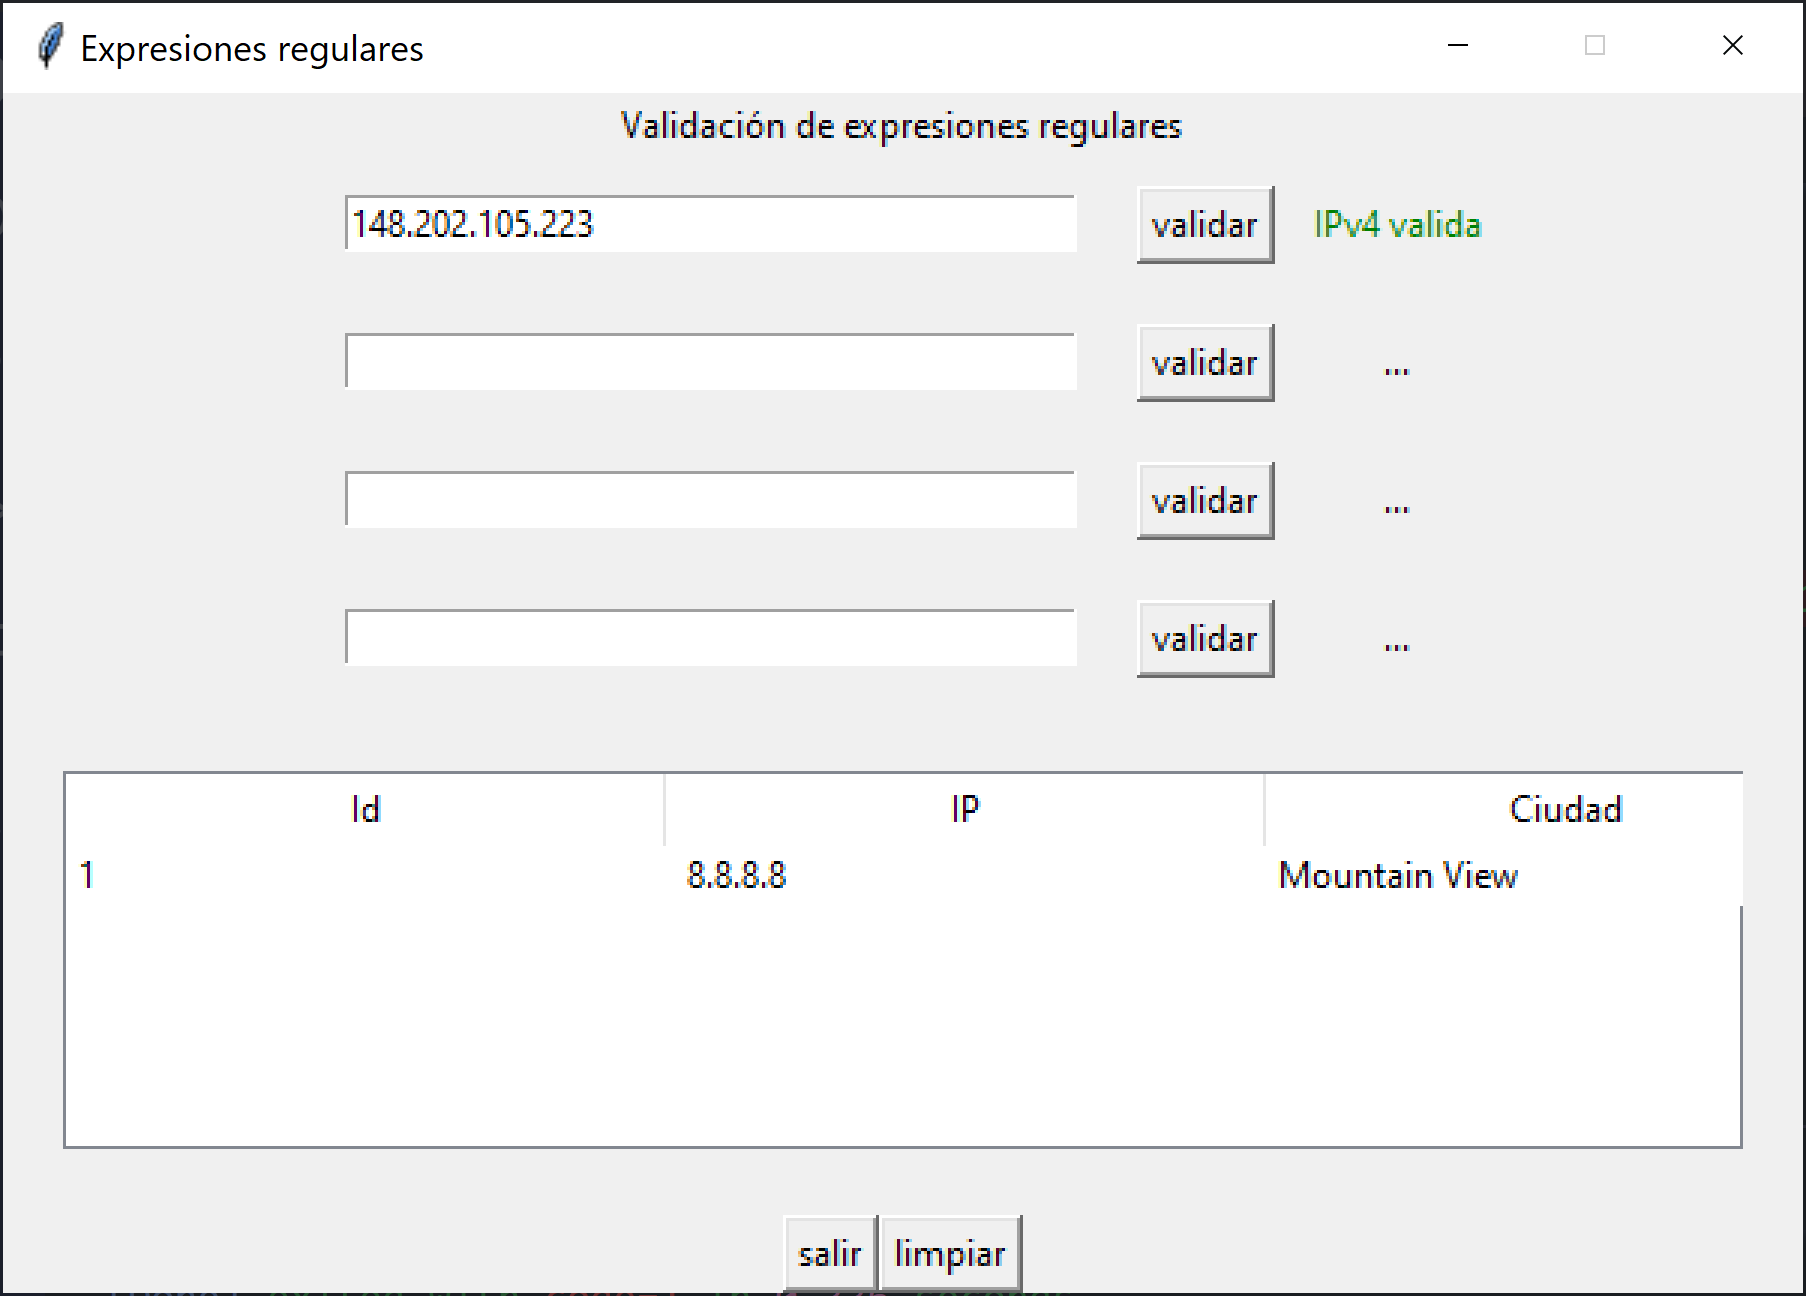 Expresiones regulares
Validación de expresiones regulares
148.202.105.223 validar IPv4 valida
validar ...
validar ...
validar ...
Id IP Ciudad
1 8.8.8.8 Mountain View
salir limpiar